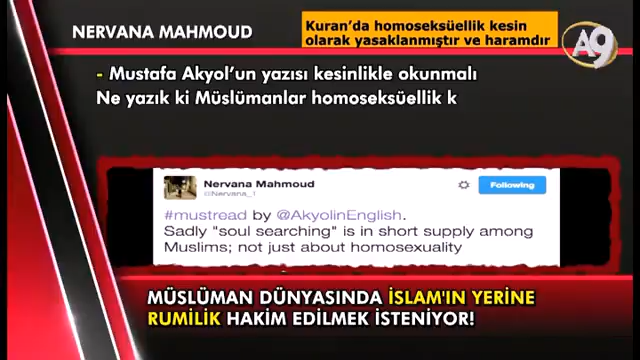 NERVANA MAHMOUD
Kuran'da homoseksüellik kesin
olarak yasaklanmıştır ve haramdır
A9
- Mustafa Akyol'un yazısı kesinlikle okunmalı
Ne yazık ki Müslümanlar homoseksüellik k
Nervana Mahmoud
@Nervana_1
Following
#mustread by @AkyolinEnglish.
Sadly "soul searching" is in short supply among
Muslims; not just about homosexuality
MÜSLÜMAN DÜNYASINDA İSLAM'IN YERİNE
RUMİLİK HAKİM EDİLMEK İSTENİYOR!